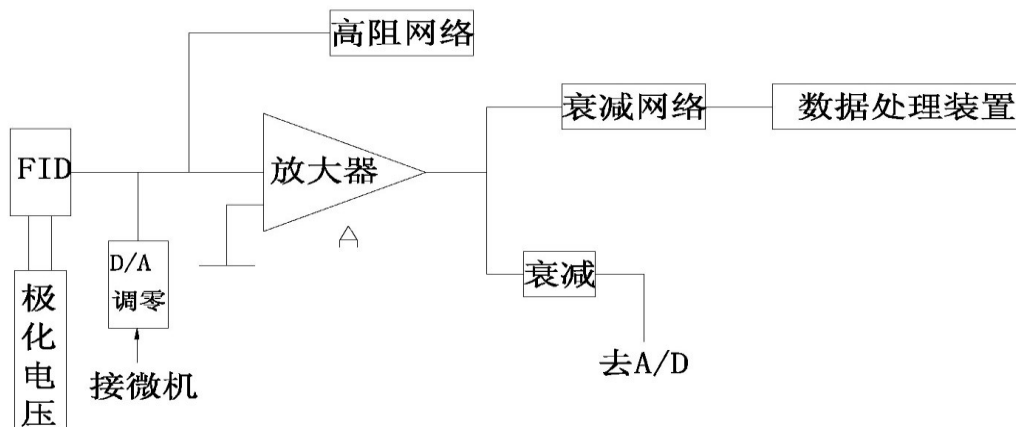 高阻网络
衰减网络
数据处理装置
FID
放大器
A
D/A
调零
衰减
极化电压
去A/D
接微机